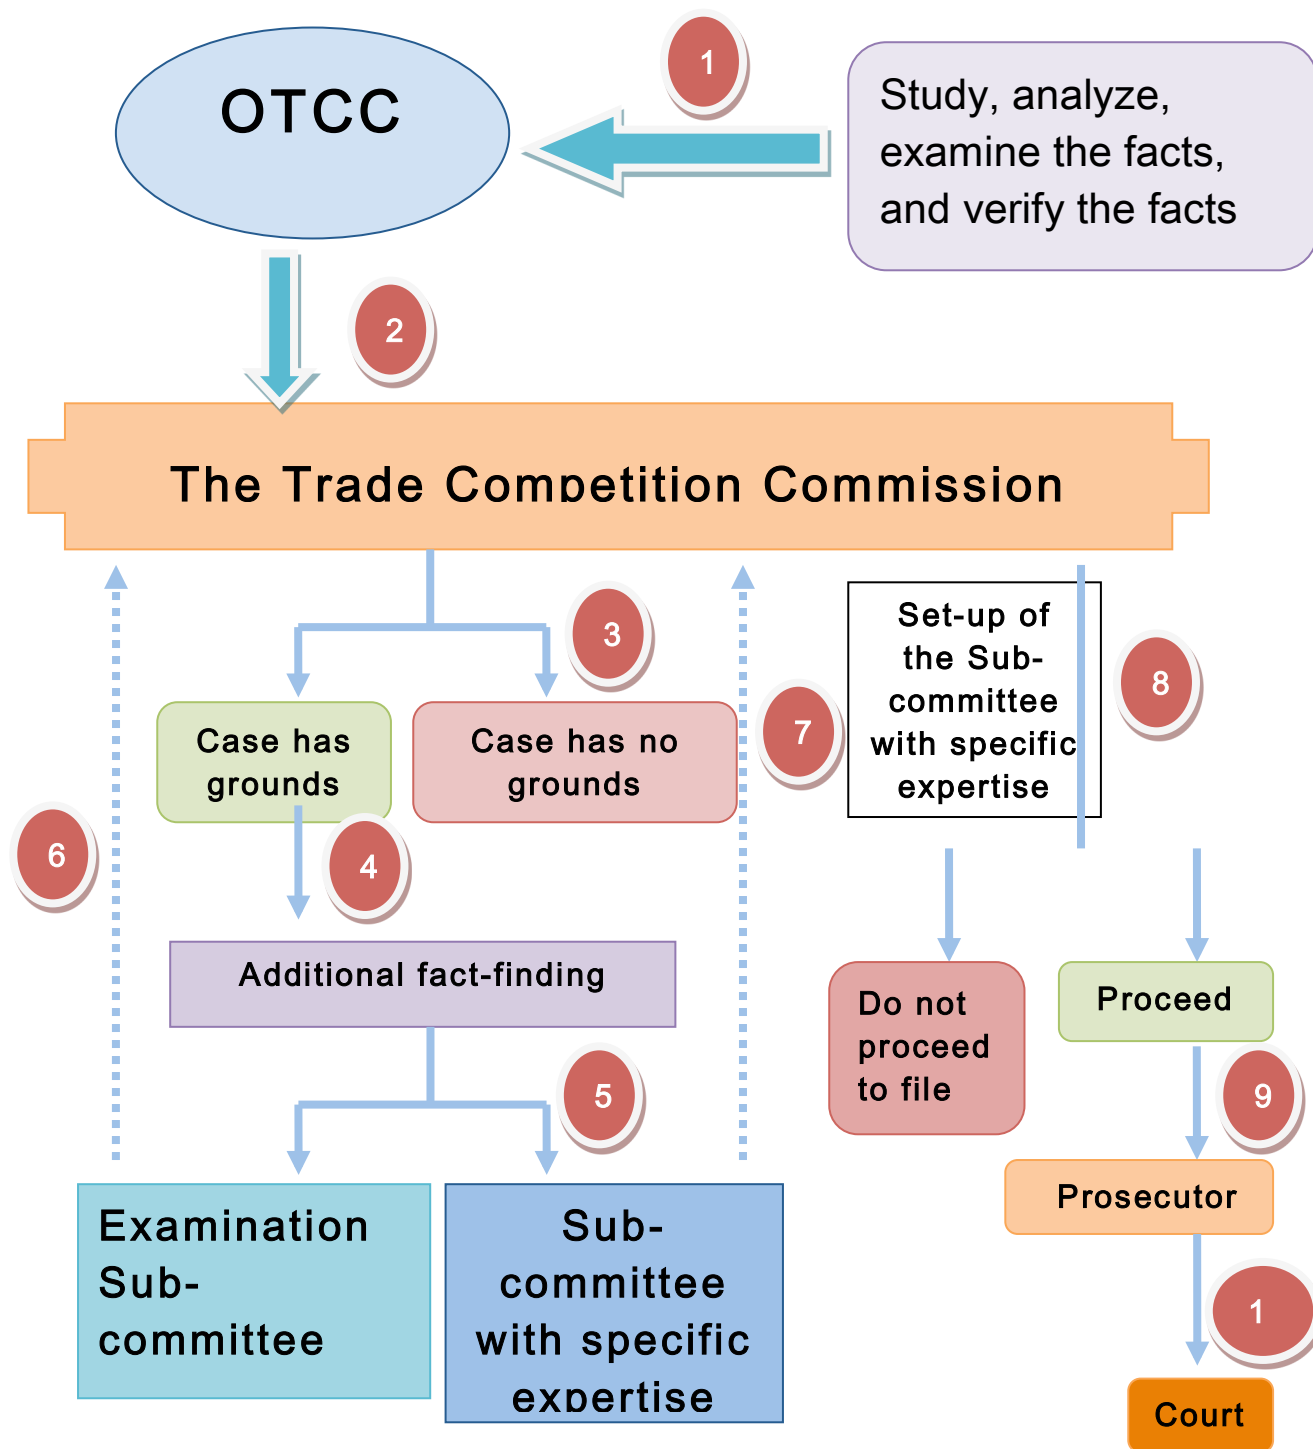 OTCC
1
Study, analyze,
examine the facts,
and verify the facts
2
The Trade Competition Commission
3
Set-up of
the Sub-
committee
with specific
expertise
8
7
Case has
grounds
Case has no
grounds
6
4
Additional fact-finding
Do not
proceed
to file
Proceed
5
9
Examination
Sub-
committee
Sub-
committee
with specific
expertise
Prosecutor
1
Court